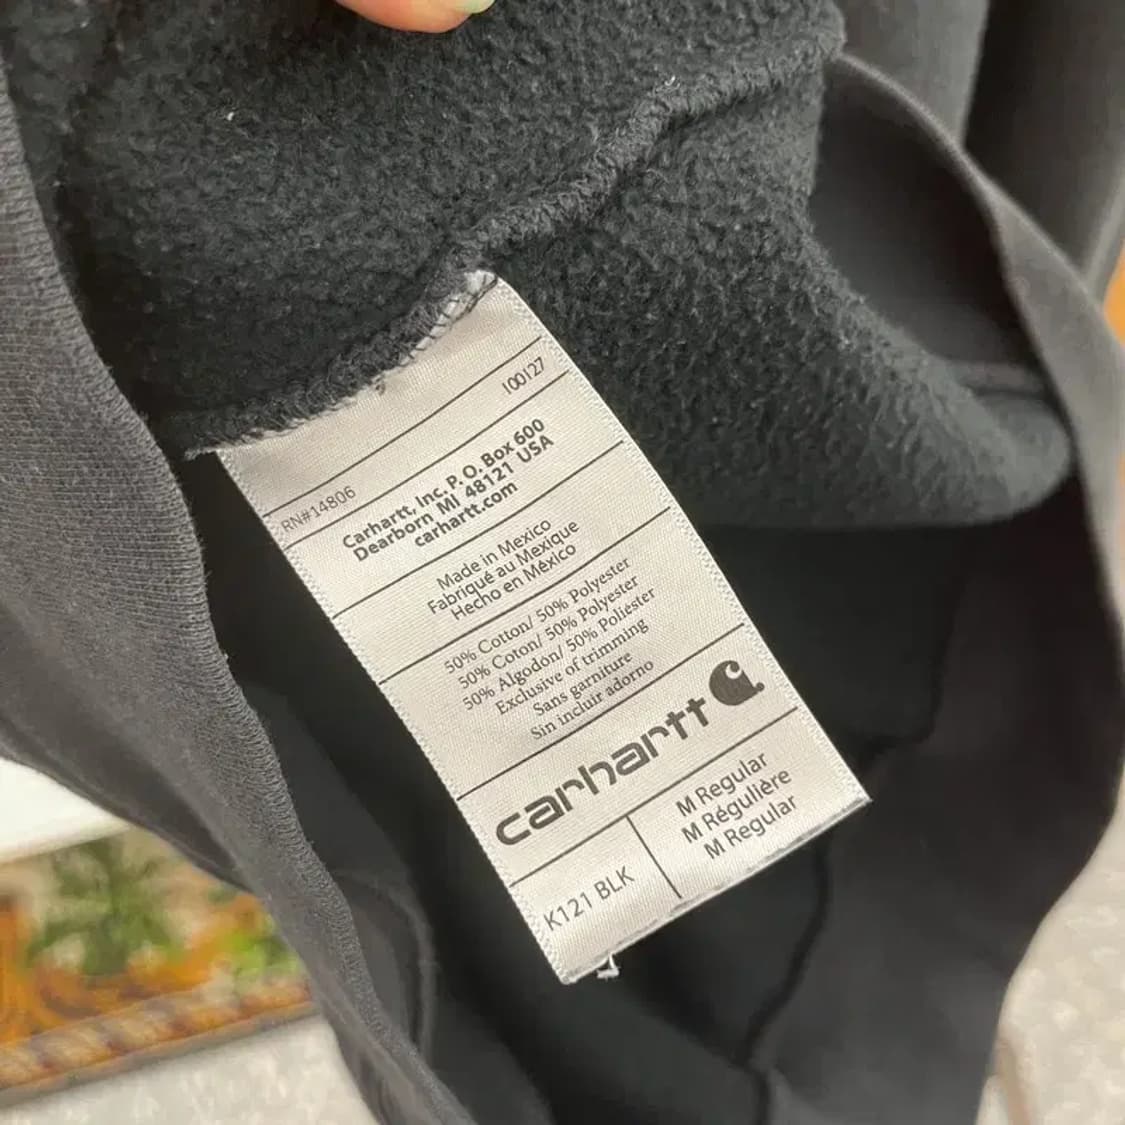 RN#14806 100127
Carhartt, Inc. P.O. Box 600
Dearborn MI 48121 USA
carhartt.com
Made in Mexico
Fabriqué au Mexique
Hecho en México
50% Cotton/ 50% Polyester
50% Coton/ 50% Polyester
50% Algodon/ 50% Poliéster
Exclusive of trimming
Sans garniture
Sin incluir adorno
carhartt
K121 BLK
M Regular
M Régulière
M Regular